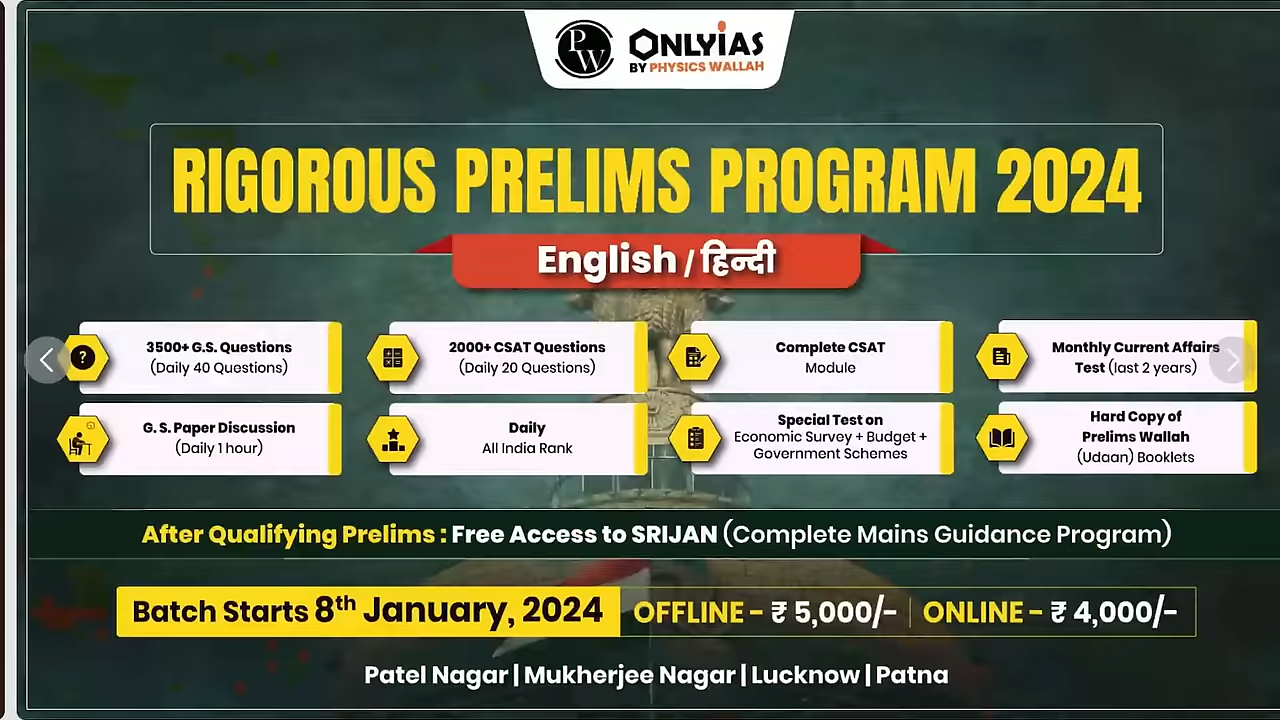 PW
ONLYIAS
BY PHYSICS WALLAH
RIGOROUS PRELIMS PROGRAM 2024
English / हिन्दी
3500+ G.S. Questions
(Daily 40 Questions)
2000+ CSAT Questions
(Daily 20 Questions)
Complete CSAT
Module
Monthly Current Affairs
Test (last 2 years)
G. S. Paper Discussion
(Daily 1 hour)
Daily
All India Rank
Special Test on
Economic Survey + Budget +
Government Schemes
Hard Copy of
Prelims Wallah
(Udaan) Booklets
After Qualifying Prelims : Free Access to SRIJAN (Complete Mains Guidance Program)
Batch Starts 8th January, 2024 OFFLINE - ₹ 5,000/- | ONLINE - ₹ 4,000/-
Patel Nagar | Mukherjee Nagar | Lucknow | Patna